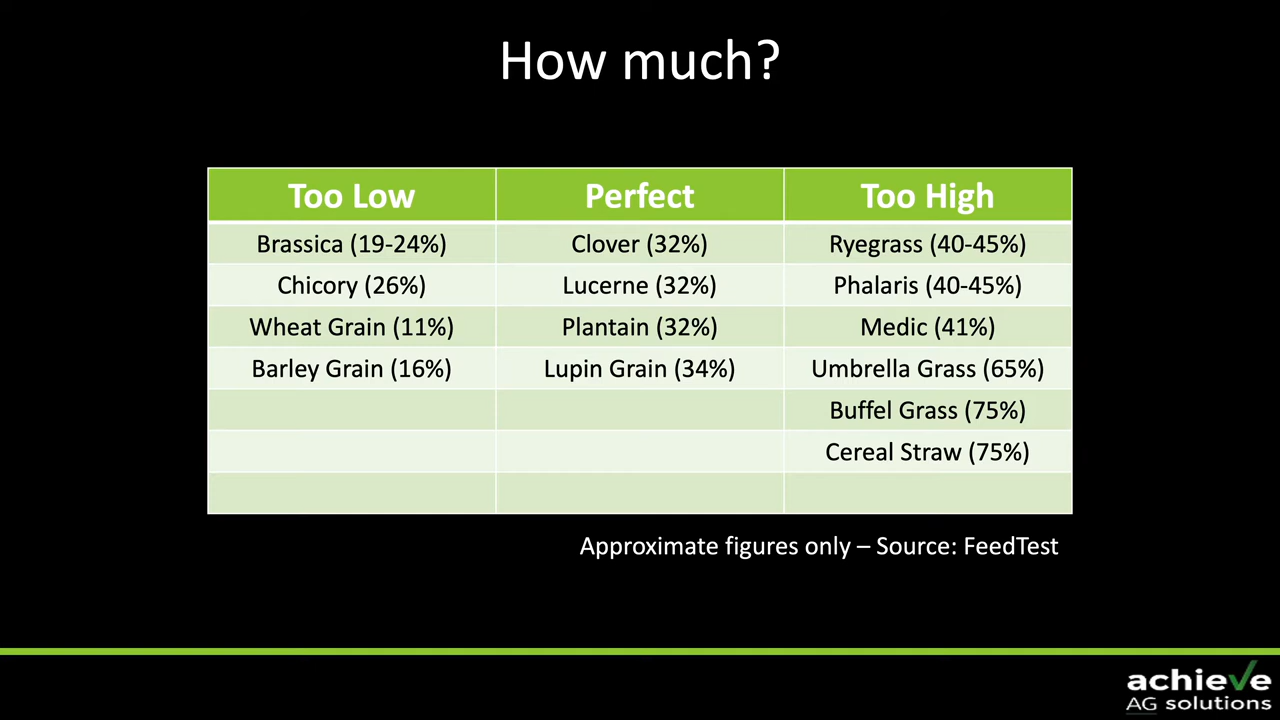 How much?
Too Low Perfect Too High
Brassica (19-24%) Clover (32%) Ryegrass (40-45%)
Chicory (26%) Lucerne (32%) Phalaris (40-45%)
Wheat Grain (11%) Plantain (32%) Medic (41%)
Barley Grain (16%) Lupin Grain (34%) Umbrella Grass (65%)
Buffel Grass (75%)
Cereal Straw (75%)
Approximate figures only – Source: FeedTest
achieve
AG solutions